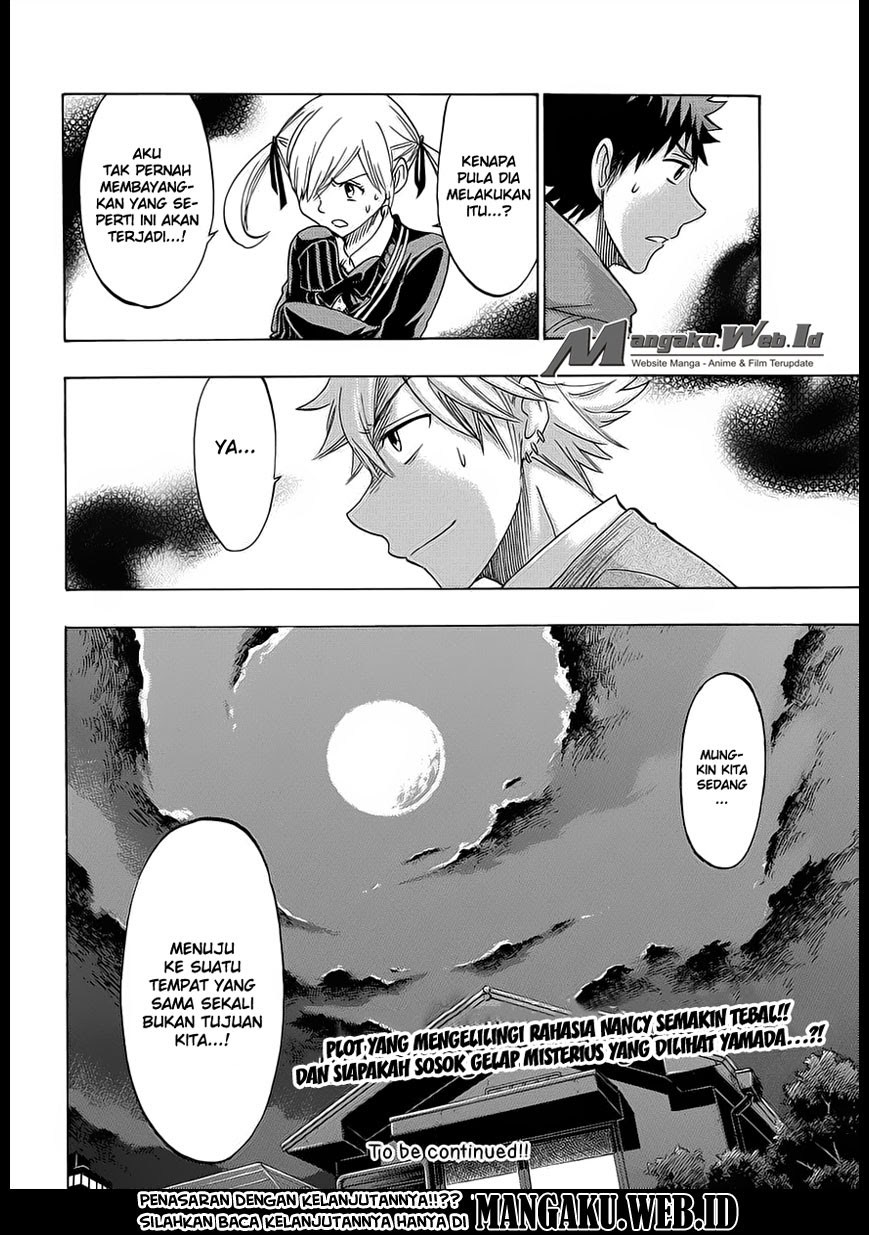 KENAPA
PULA DIA
MELAKUKAN
ITU...?
AKU
TAK PERNAH
MEMBAYANG-
KAN YANG SE-
PERTI INI AKAN
TERJADI...!
Mangaku.Web.Id
Website Manga - Anime & Film Terupdate
YA...
MUNG-
KIN KITA
SEDANG
...
MENUJU
KE SUATU
TEMPAT YANG
SAMA SEKALI
BUKAN TUJUAN
KITA...!
PLOT YANG MENGELILINGI RAHASIA NANCY SEMAKIN TEBAL!!
DAN SIAPAKAH SOSOK GELAP MISTERIUS YANG DILIHAT YAMADA...?!
To be continued!!
PENASARAN DENGAN KELANJUTANNYA!!??
SILAHKAN BACA KELANJUTANNYA HANYA DI MANGAKU.WEB.ID